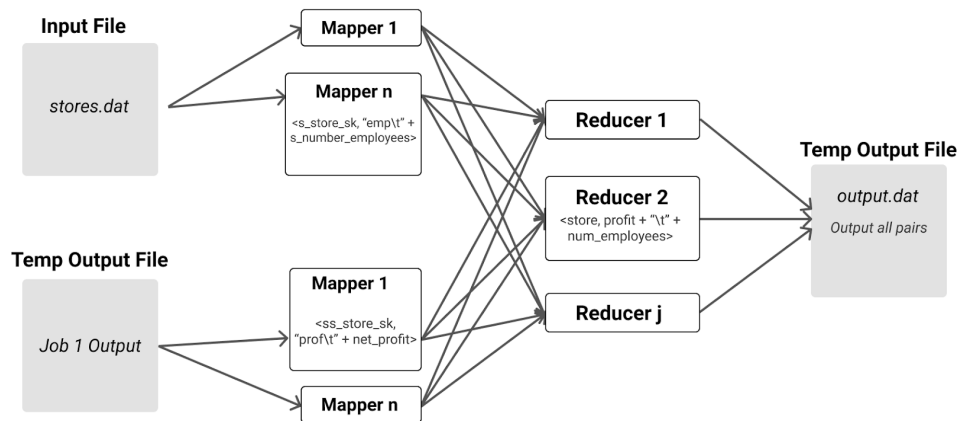 Input File
stores.dat
Mapper 1
Mapper n
<s_store_sk, “emp\t” +
s_number_employees>
Temp Output File
Job 1 Output
Mapper 1
<ss_store_sk,
“prof\t” + net_profit>
Mapper n
Reducer 1
Reducer 2
<store, profit + "\t" +
num_employees>
Reducer j
Temp Output File
output.dat
Output all pairs